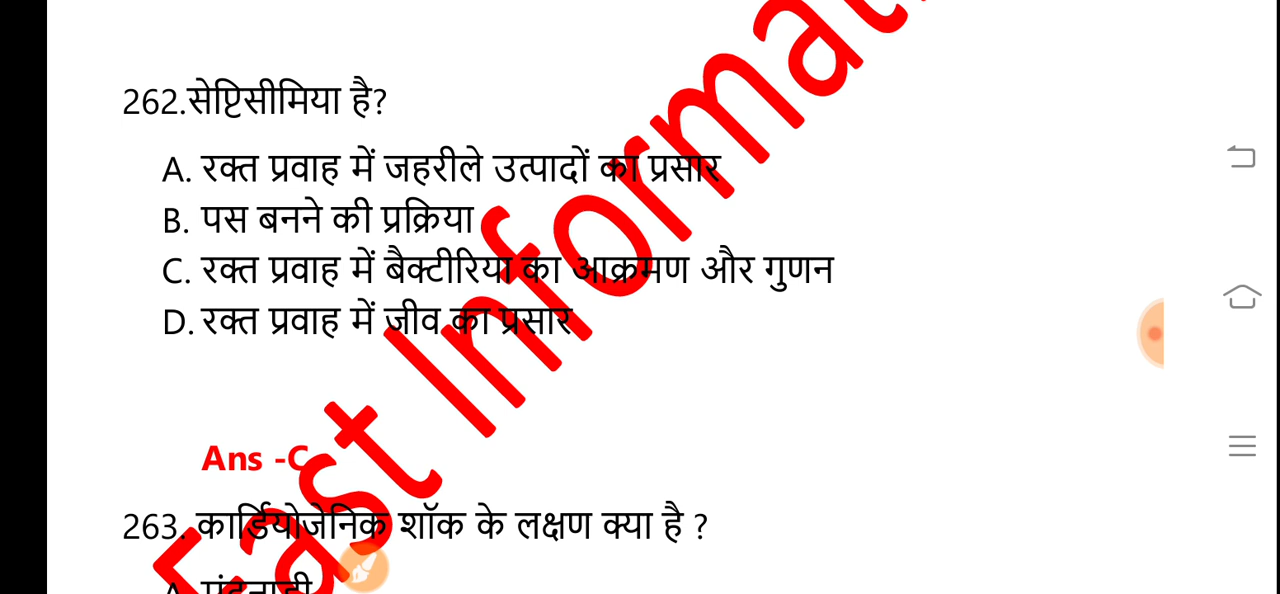 262.सेप्टिसीमिया है?
A. रक्त प्रवाह में जहरीले उत्पादों का प्रसार
B. पस बनने की प्रक्रिया
C. रक्त प्रवाह में बैक्टीरिया का आक्रमण और गुणन
D. रक्त प्रवाह में जीव का प्रसार
Ans -C
263. कार्डियोजेनिक शॉक के लक्षण क्या है ?
Fast Informat